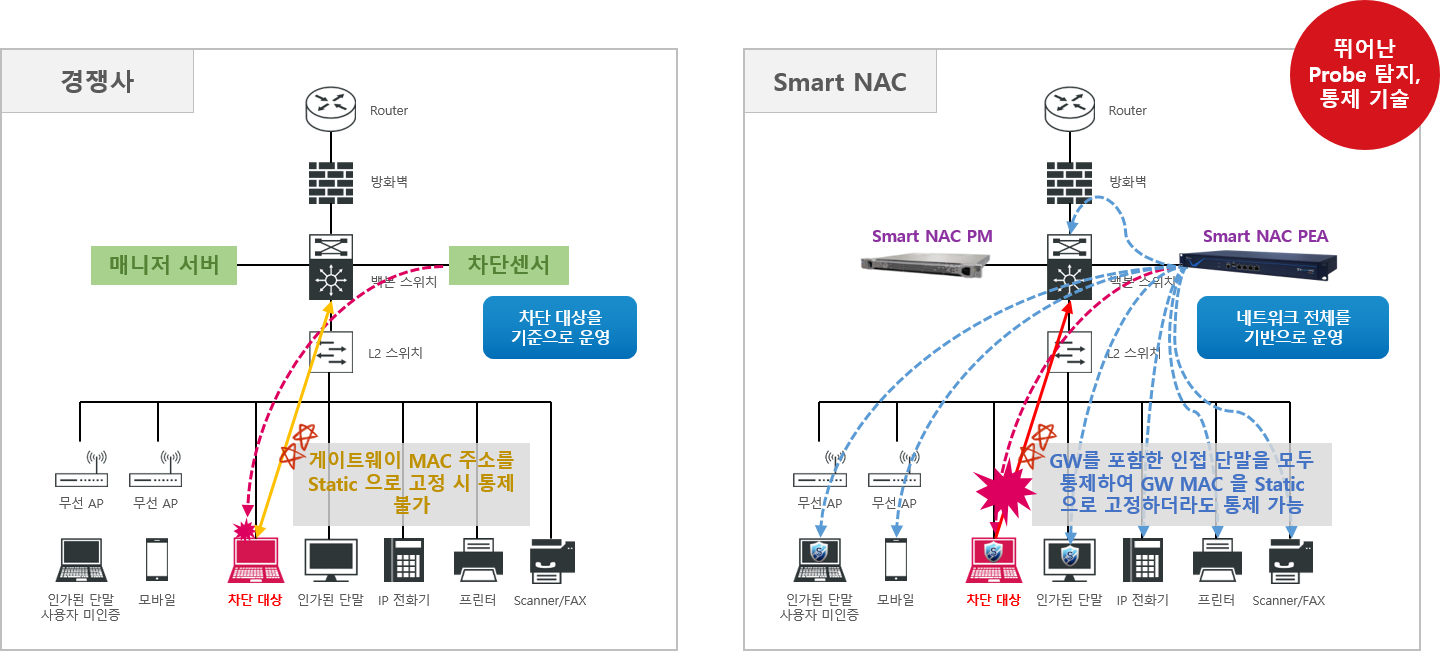 경쟁사
Router
방화벽
매니저 서버
차단센서
백본 스위치
차단 대상을
기준으로 운영
L2 스위치
게이트웨이 MAC 주소를
Static 으로 고정 시 통제
불가
무선 AP
무선 AP
인가된 단말
사용자 미인증
모바일
차단 대상
인가된 단말
IP 전화기
프린터
Scanner/FAX
Smart NAC
뛰어난
Probe 탐지,
통제 기술
Router
방화벽
Smart NAC PM
Smart NAC PEA
백본 스위치
네트워크 전체를
기반으로 운영
L2 스위치
GW를 포함한 인접 단말을 모두
통제하여 GW MAC 을 Static
으로 고정하더라도 통제 가능
무선 AP
무선 AP
인가된 단말
사용자 미인증
모바일
차단 대상
인가된 단말
IP 전화기
프린터
Scanner/FAX